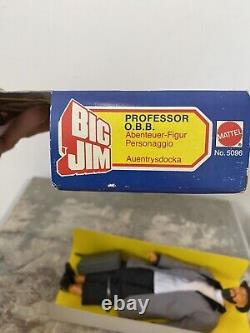 BIG
JIM
PROFESSOR
O.B.B.
Abenteuer-Figur
Personaggio
Auentrysdocka
MATTEL
No. 5096